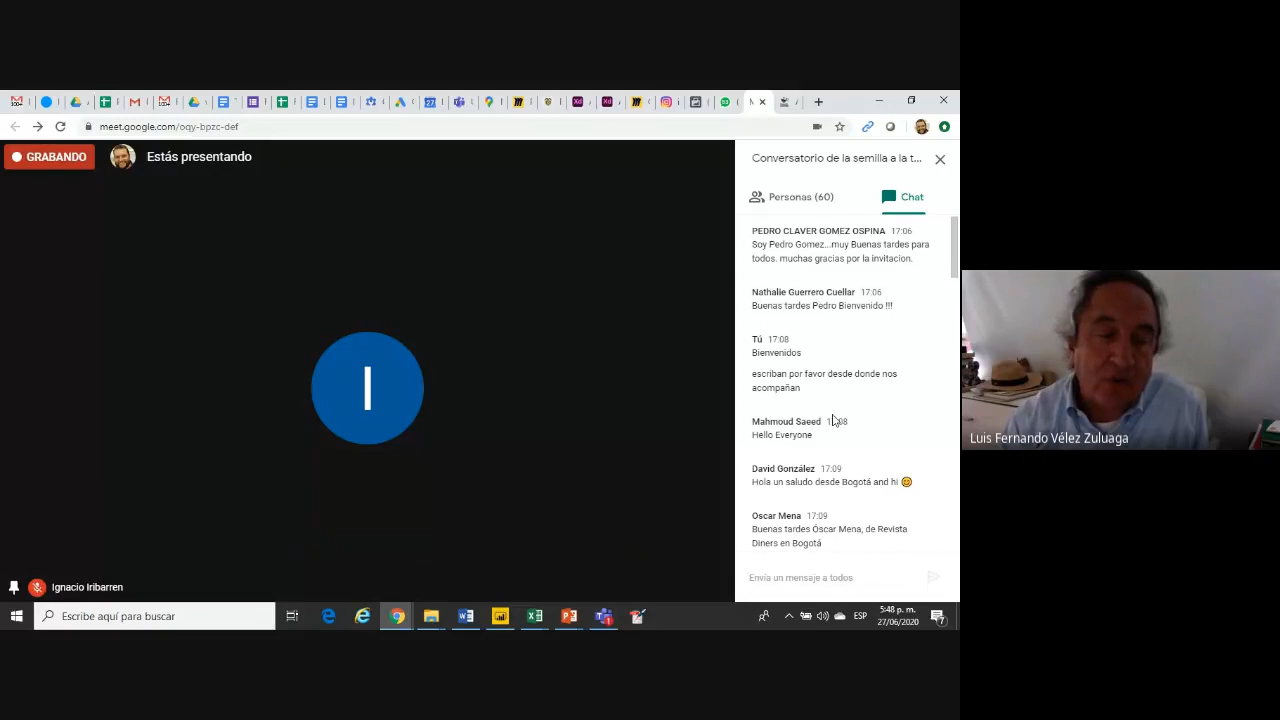 meet.google.com/oqy-bpzc-def
GRABANDO
Estás presentando
Conversatorio de la semilla a la t...
Personas (60)
Chat
PEDRO CLAVER GOMEZ OSPINA 17:06
Soy Pedro Gomez...muy Buenas tardes para
todos. muchas gracias por la invitacion.
Nathalie Guerrero Cuellar 17:06
Buenas tardes Pedro Bienvenido !!!
Tú 17:08
Bienvenidos
escriban por favor desde donde nos
acompañan
Mahmoud Saeed
Hello Everyone
David González 17:09
Hola un saludo desde Bogotá and hi 😊
Oscar Mena 17:09
Buenas tardes Óscar Mena, de Revista
Diners en Bogotá
Envía un mensaje a todos
I
Ignacio Iribarren
Luis Fernando Vélez Zuluaga
Escribe aquí para buscar
ESP
5:48 p. m.
27/06/2020
7